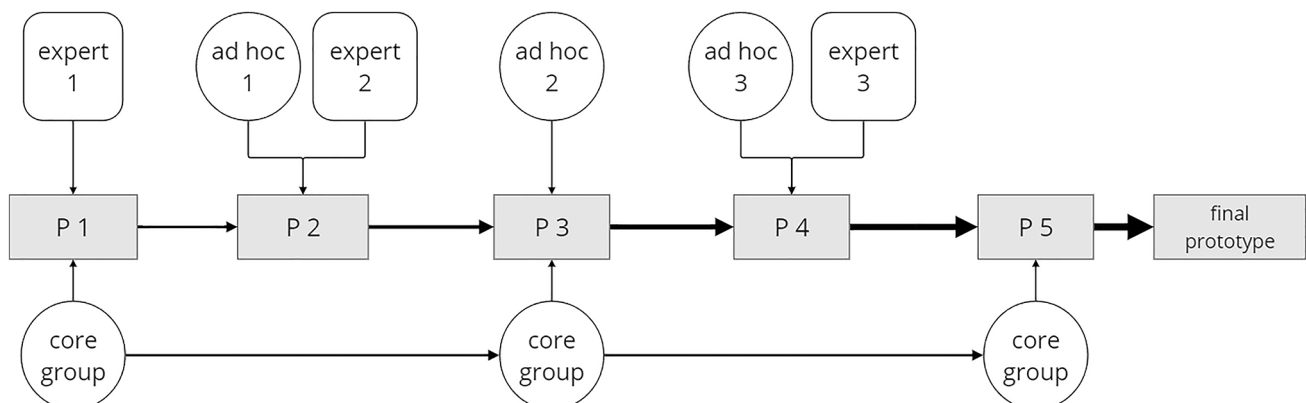 expert
1
ad hoc
1
expert
2
ad hoc
2
ad hoc
3
expert
3
P 1
P 2
P 3
P 4
P 5
final
prototype
core
group
core
group
core
group